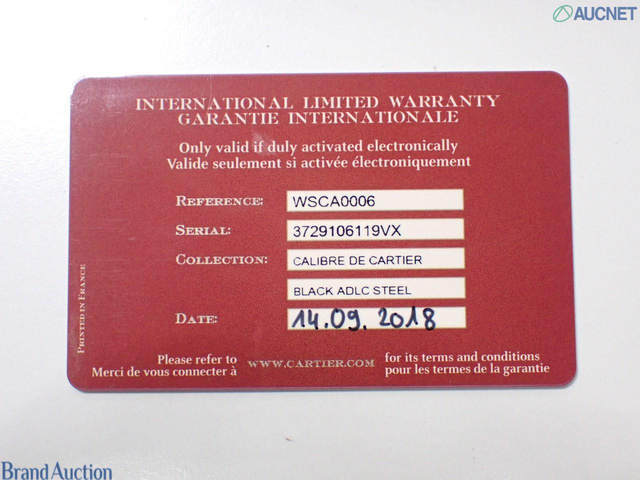 AUCNET
INTERNATIONAL LIMITED WARRANTY
GARANTIE INTERNATIONALE
Only valid if duly activated electronically
Valide seulement si activée électroniquement
REFERENCE: WSCA0006
SERIAL: 3729106119VX
COLLECTION: CALIBRE DE CARTIER
BLACK ADLC STEEL
DATE: 14.09.2018
PRINTED IN FRANCE
Please refer to
Merci de vous connecter à
WWW.CARTIER.COM
for its terms and conditions
pour les termes de la garantie
Brand Auction